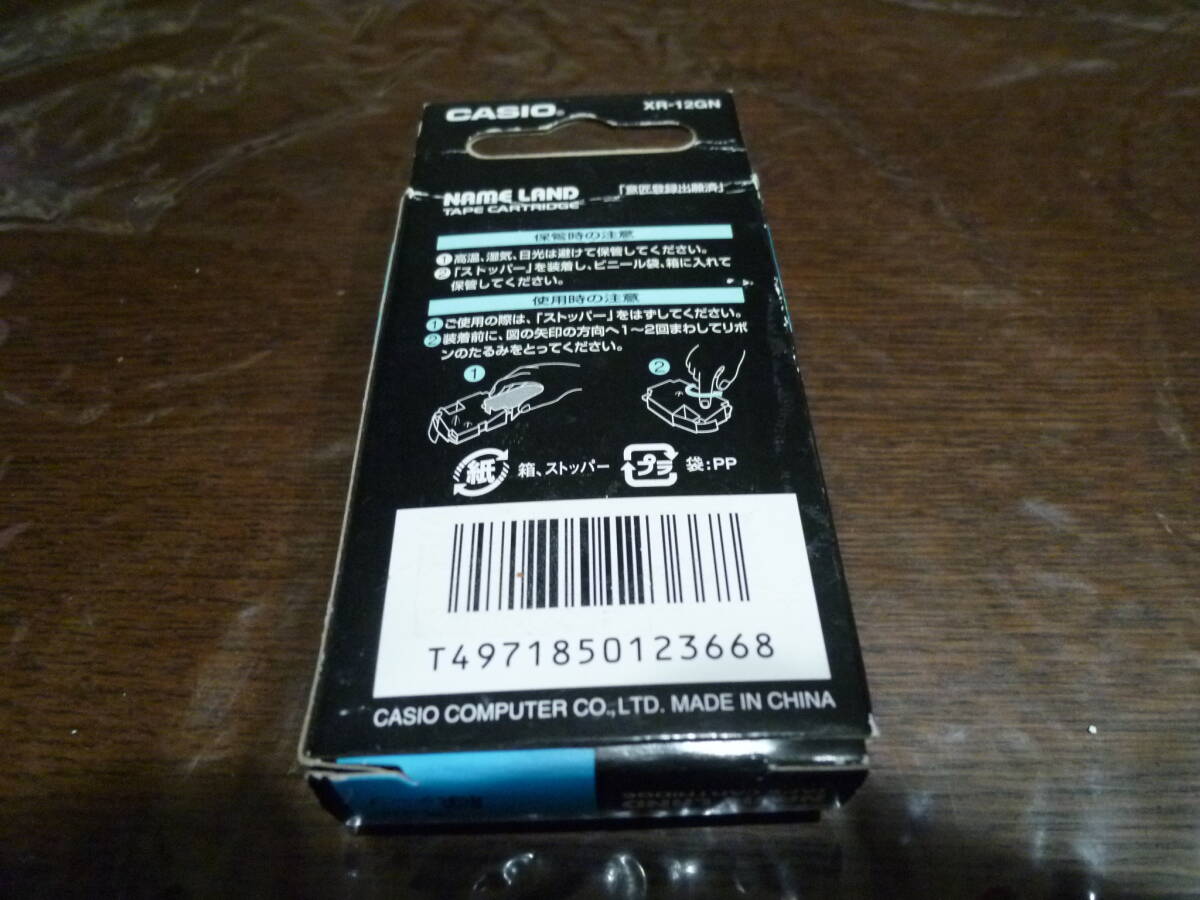 CASIO®
XR-12GN
NAME LAND
TAPE CARTRIDGE
「意匠登録出願済」
保管時の注意
①高温、湿気、日光は避けて保管してください。
②「ストッパー」を装着し、ビニール袋、箱に入れて
保管してください。
使用時の注意
①ご使用の際は、「ストッパー」をはずしてください。
②装着前に、図の矢印の方向へ1〜2回まわしてリボ
ンのたるみをとってください。
① ②
紙 箱、ストッパー プラ 袋:PP
T4971850123668
CASIO COMPUTER CO.,LTD. MADE IN CHINA